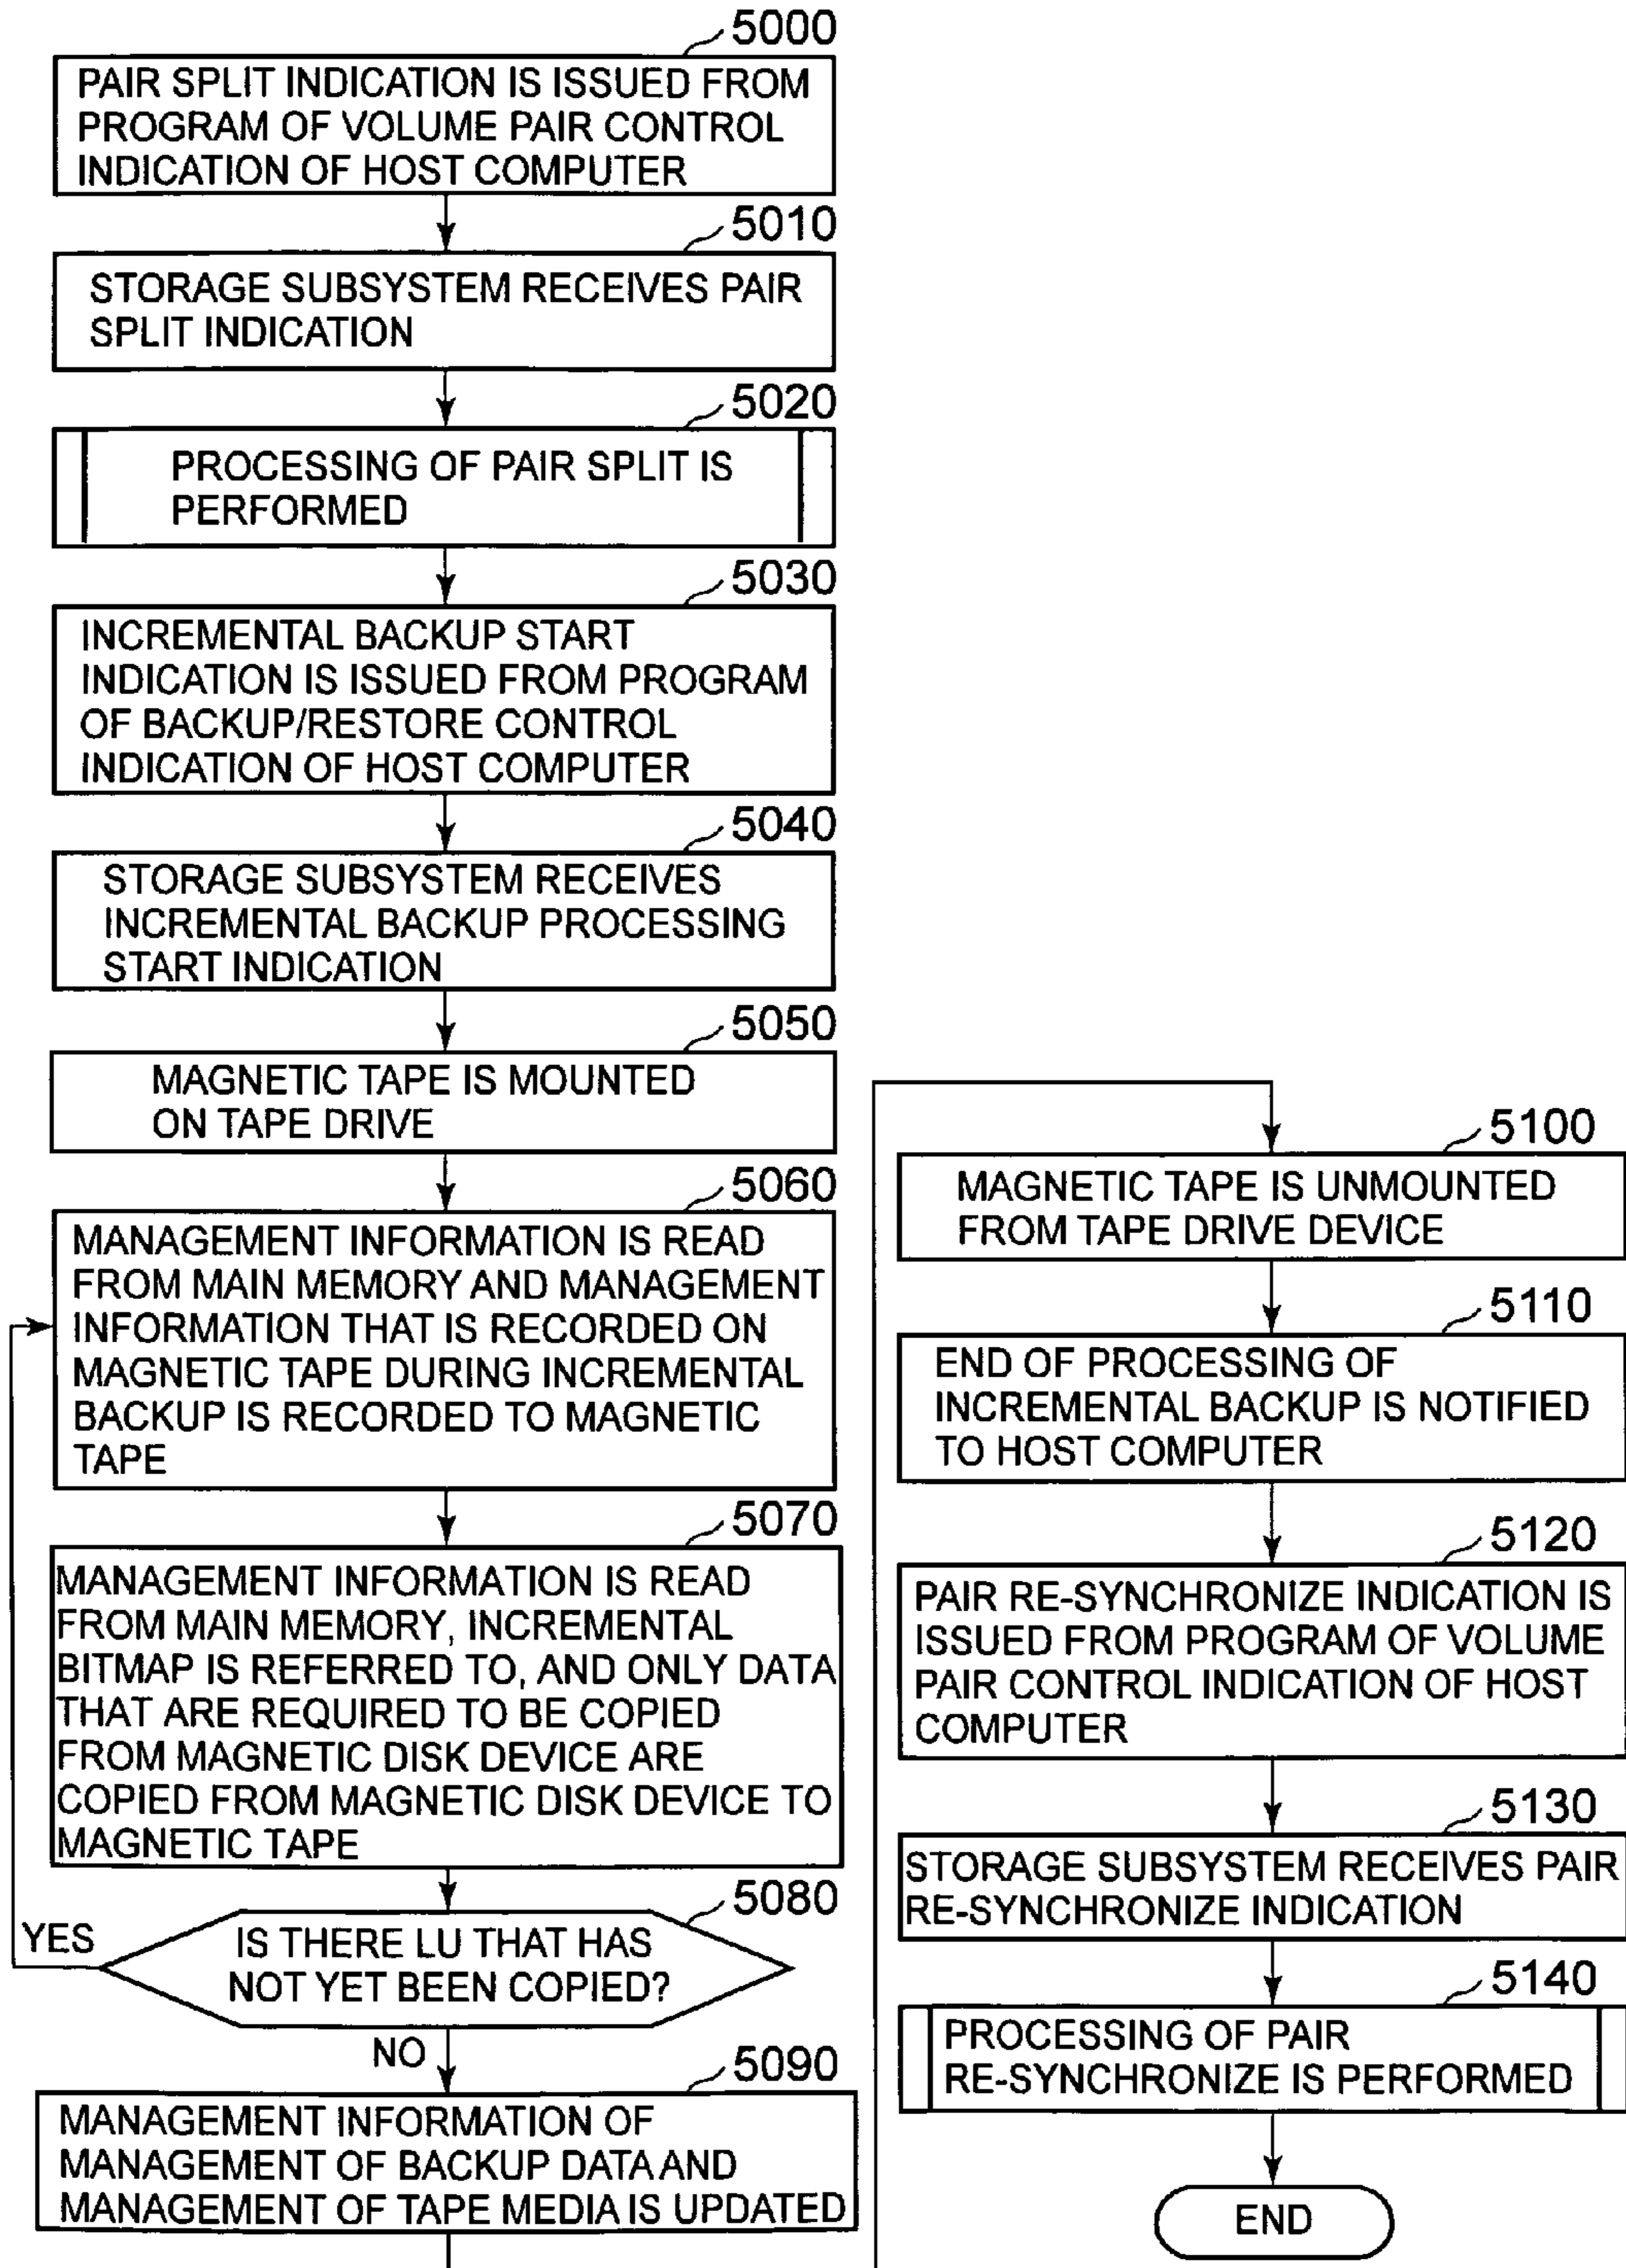 5000
PAIR SPLIT INDICATION IS ISSUED FROM
PROGRAM OF VOLUME PAIR CONTROL
INDICATION OF HOST COMPUTER
5010
STORAGE SUBSYSTEM RECEIVES PAIR
SPLIT INDICATION
5020
PROCESSING OF PAIR SPLIT IS
PERFORMED
5030
INCREMENTAL BACKUP START
INDICATION IS ISSUED FROM PROGRAM
OF BACKUP/RESTORE CONTROL
INDICATION OF HOST COMPUTER
5040
STORAGE SUBSYSTEM RECEIVES
INCREMENTAL BACKUP PROCESSING
START INDICATION
5050
MAGNETIC TAPE IS MOUNTED
ON TAPE DRIVE
5060
MANAGEMENT INFORMATION IS READ
FROM MAIN MEMORY AND MANAGEMENT
INFORMATION THAT IS RECORDED ON
MAGNETIC TAPE DURING INCREMENTAL
BACKUP IS RECORDED TO MAGNETIC
TAPE
5070
MANAGEMENT INFORMATION IS READ
FROM MAIN MEMORY, INCREMENTAL
BITMAP IS REFERRED TO, AND ONLY DATA
THAT ARE REQUIRED TO BE COPIED
FROM MAGNETIC DISK DEVICE ARE
COPIED FROM MAGNETIC DISK DEVICE TO
MAGNETIC TAPE
5080
YES
IS THERE LU THAT HAS
NOT YET BEEN COPIED?
NO
5090
MANAGEMENT INFORMATION OF
MANAGEMENT OF BACKUP DATA AND
MANAGEMENT OF TAPE MEDIA IS UPDATED
5100
MAGNETIC TAPE IS UNMOUNTED
FROM TAPE DRIVE DEVICE
5110
END OF PROCESSING OF
INCREMENTAL BACKUP IS NOTIFIED
TO HOST COMPUTER
5120
PAIR RE-SYNCHRONIZE INDICATION IS
ISSUED FROM PROGRAM OF VOLUME
PAIR CONTROL INDICATION OF HOST
COMPUTER
5130
STORAGE SUBSYSTEM RECEIVES PAIR
RE-SYNCHRONIZE INDICATION
5140
PROCESSING OF PAIR
RE-SYNCHRONIZE IS PERFORMED
END